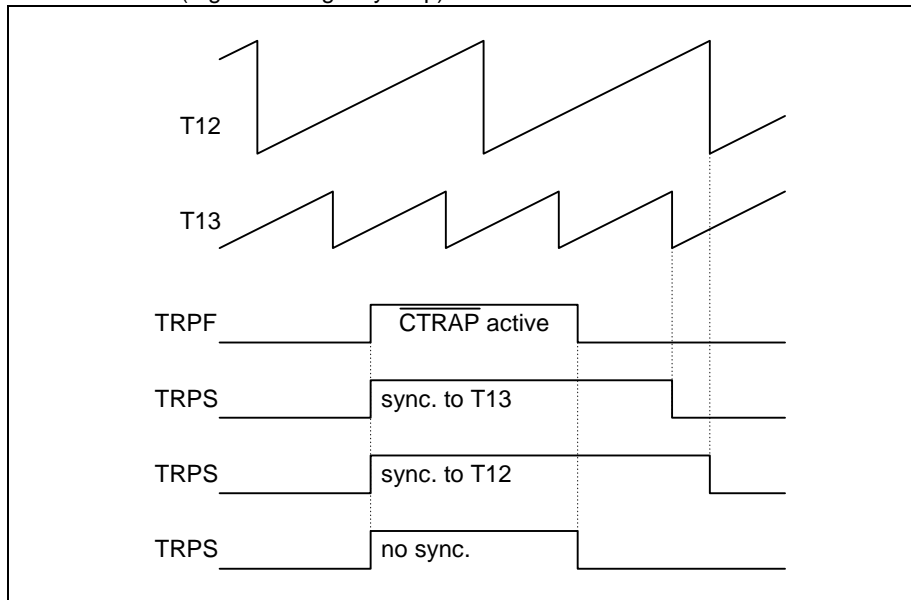 T12
T13
TRPF CTRAP active
TRPS sync. to T13
TRPS sync. to T12
TRPS no sync.